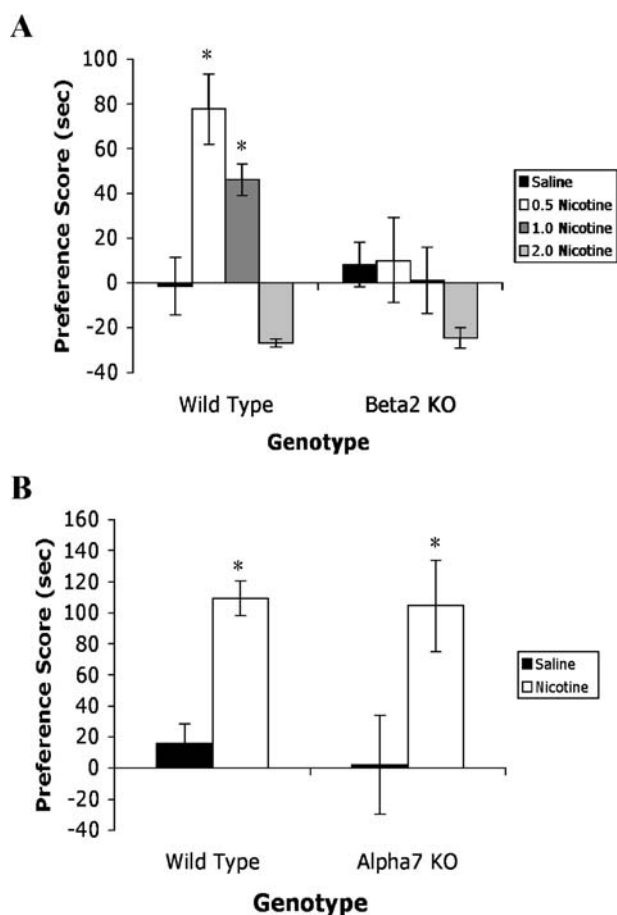 A
Preference Score (sec)
100
80
60
40
20
0
-20
-40
*
*
Saline
0.5 Nicotine
1.0 Nicotine
2.0 Nicotine
Wild Type
Beta2 KO
Genotype
B
Preference Score (sec)
160
140
120
100
80
60
40
20
0
-20
-40
*
*
Saline
Nicotine
Wild Type
Alpha7 KO
Genotype